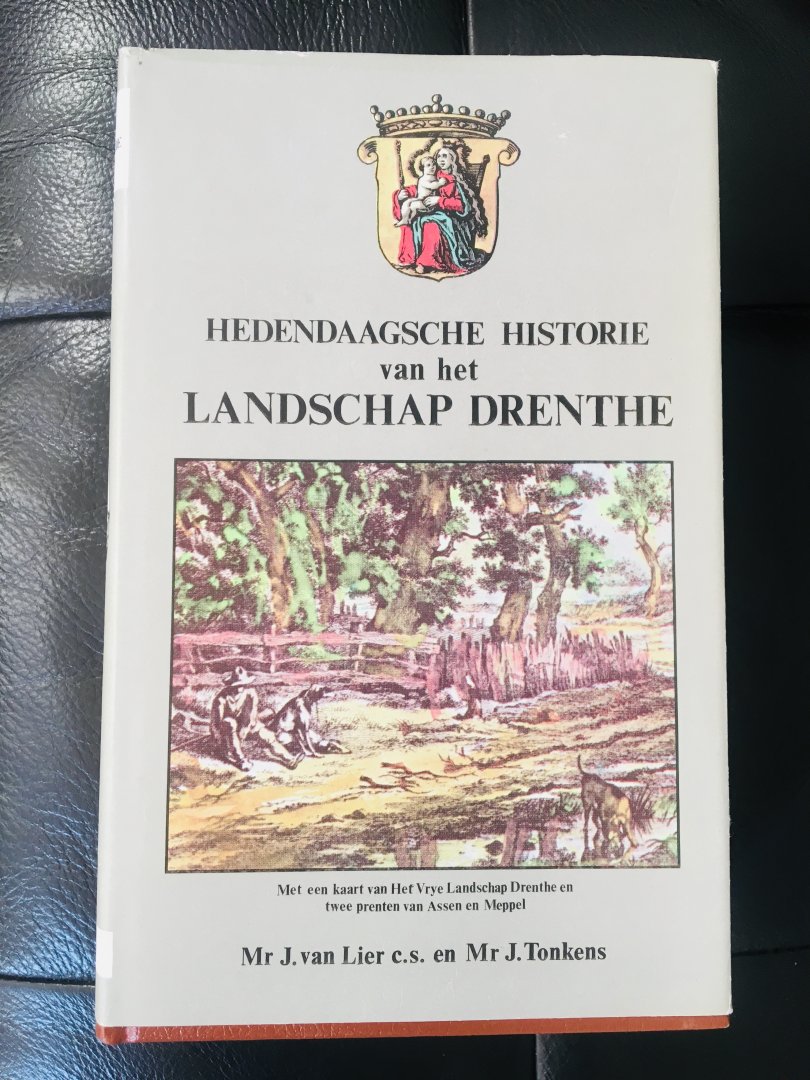 HEDENDAAGSCHE HISTORIE
van het
LANDSCHAP DRENTHE
Met een kaart van Het Vrye Landschap Drenthe en
twee prenten van Assen en Meppel
Mr J. van Lier c.s. en Mr J. Tonkens